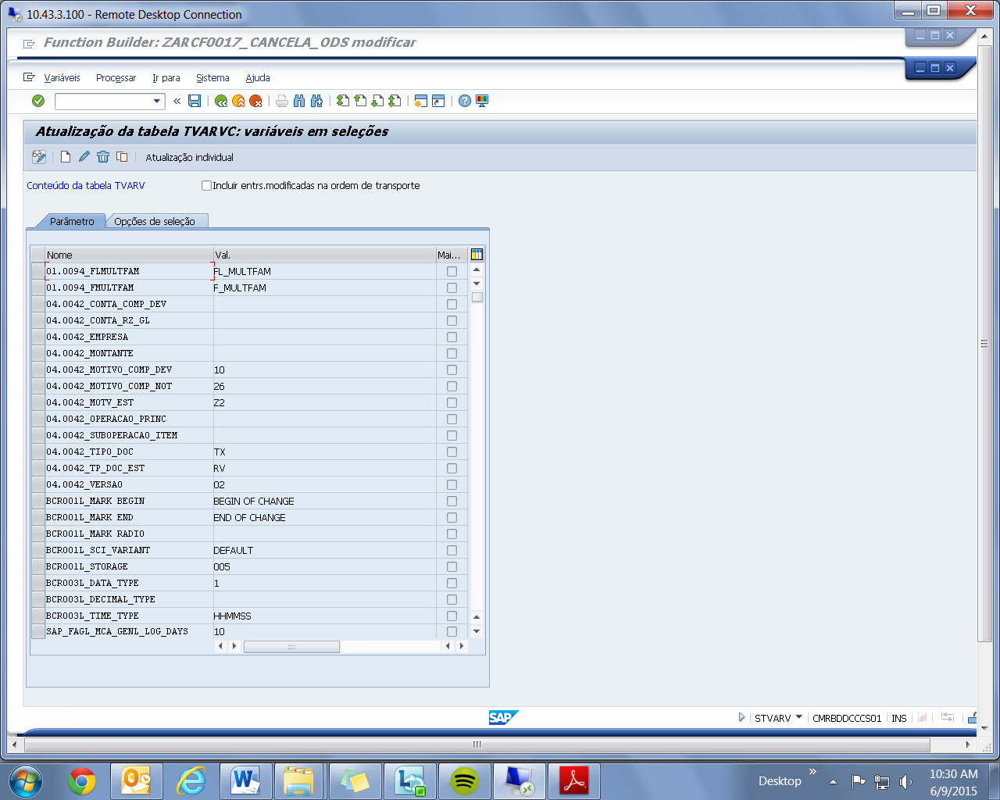 10.43.3.100 - Remote Desktop Connection
Function Builder: ZARCF0017_CANCELA_ODS modificar
Variáveis Processar Ir para Sistema Ajuda
Atualização da tabela TVARVC: variáveis em seleções
Atualização individual
Conteúdo da tabela TVARV Incluir entrs.modificadas na ordem de transporte
Parâmetro Opções de seleção
Nome Val. Mai...
01.0094_FLMULTFAM FL_MULTFAM
01.0094_FMULTFAM F_MULTFAM
04.0042_CONTA_COMP_DEV
04.0042_CONTA_RZ_GL
04.0042_EMPRESA
04.0042_MONTANTE
04.0042_MOTIVO_COMP_DEV 10
04.0042_MOTIVO_COMP_NOT 26
04.0042_MOTV_EST Z2
04.0042_OPERACAO_PRINC
04.0042_SUBOPERACAO_ITEM
04.0042_TIPO_DOC TX
04.0042_TP_DOC_EST RV
04.0042_VERSAO 02
BCR001L_MARK BEGIN BEGIN OF CHANGE
BCR001L_MARK END END OF CHANGE
BCR001L_MARK RADIO
BCR001L_SCI_VARIANT DEFAULT
BCR001L_STORAGE 005
BCR003L_DATA_TYPE 1
BCR003L_DECIMAL_TYPE
BCR003L_TIME_TYPE HHMMSS
SAP_FAGL_MCA_GENL_LOG_DAYS 10
SAP STVARV CMRBDDCCCS01 INS
Desktop
10:30 AM
6/9/2015